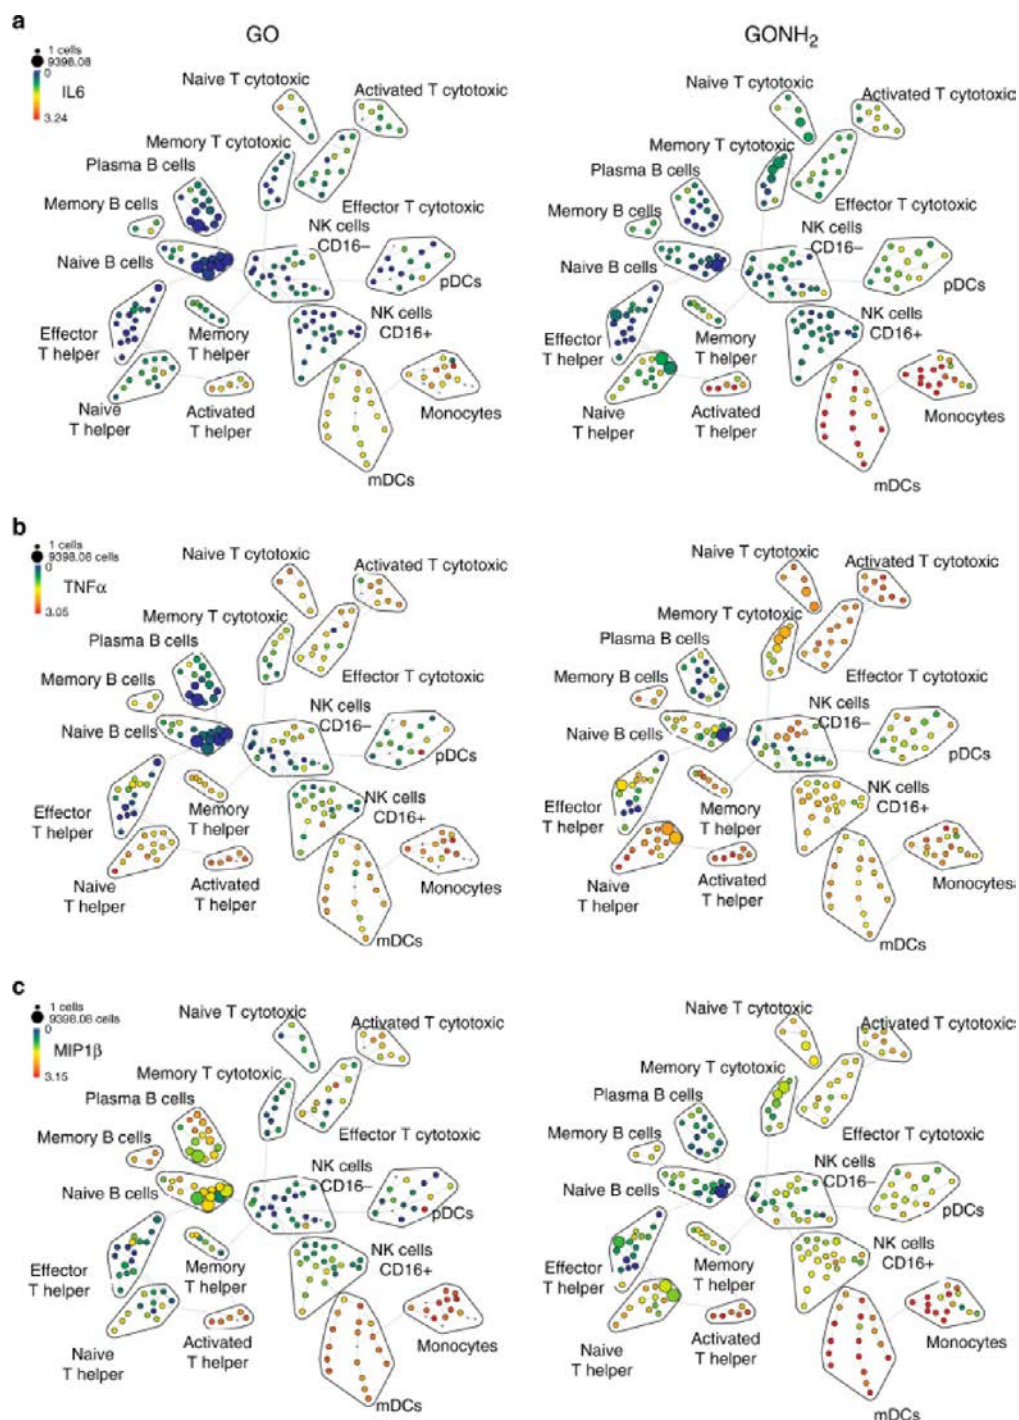 a
GO
GONH₂
1 cells
9398.08
0
IL6
3.24
Naive T cytotoxic
Activated T cytotoxic
Memory T cytotoxic
Plasma B cells
Effector T cytotoxic
Memory B cells
NK cells
CD16–
Naive B cells
pDCs
NK cells
CD16+
Effector
T helper
Memory
T helper
Naive
T helper
Activated
T helper
Monocytes
mDCs
Naive T cytotoxic
Activated T cytotoxic
Memory T cytotoxic
Plasma B cells
Effector T cytotoxic
Memory B cells
NK cells
CD16–
Naive B cells
pDCs
NK cells
CD16+
Effector
T helper
Memory
T helper
Naive
T helper
Activated
T helper
Monocytes
mDCs
b
1 cells
9398.08 cells
0
TNFα
3.05
Naive T cytotoxic
Activated T cytotoxic
Memory T cytotoxic
Plasma B cells
Effector T cytotoxic
Memory B cells
NK cells
CD16–
Naive B cells
pDCs
NK cells
CD16+
Effector
T helper
Memory
T helper
Naive
T helper
Activated
T helper
Monocytes
mDCs
Naive T cytotoxic
Activated T cytotoxic
Memory T cytotoxic
Plasma B cells
Effector T cytotoxic
Memory B cells
NK cells
CD16–
Naive B cells
pDCs
NK cells
CD16+
Effector
T helper
Memory
T helper
Naive
T helper
Activated
T helper
Monocytes
mDCs
c
1 cells
9398.08 cells
0
MIP1β
3.15
Naive T cytotoxic
Activated T cytotoxic
Memory T cytotoxic
Plasma B cells
Effector T cytotoxic
Memory B cells
NK cells
CD16–
Naive B cells
pDCs
NK cells
CD16+
Effector
T helper
Memory
T helper
Naive
T helper
Activated
T helper
Monocytes
mDCs
Naive T cytotoxic
Activated T cytotoxic
Memory T cytotoxic
Plasma B cells
Effector T cytotoxic
Memory B cells
NK cells
CD16–
Naive B cells
pDCs
NK cells
CD16+
Effector
T helper
Memory
T helper
Naive
T helper
Activated
T helper
Monocytes
mDCs